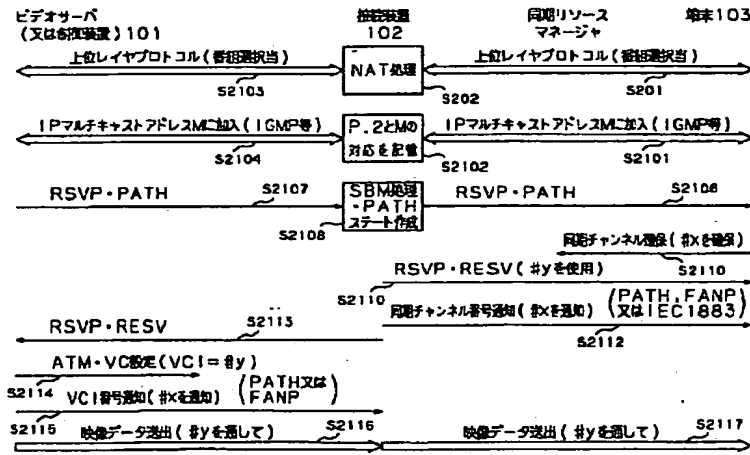 ビデオサーバ
(又は自接装置)101
接続装置
102
同期リソース
マネージャ
端末103
上位レイヤプロトコル(番組選択当)
S2103
NAT処理
S202
上位レイヤプロトコル(番組選択当)
S201
IPマルチキャストアドレスMに加入(IGMP等)
S2104
P.2とMの
対応を記憶
S2102
IPマルチキャストアドレスMに加入(IGMP等)
S2101
RSVP・PATH
S2107
SBM処理
・PATH
ステート作成
S2108
RSVP・PATH
S2106
同期チャンネル確保(#xを確保)
S2110
RSVP・RESV(#yを使用)
S2110
RSVP・RESV
S2113
同期チャンネル番号通知(#xを通知)
(PATH,FANP
又はIEC1883)
S2112
ATM・VC設定(VCI=#y)
S2114
VCI番号通知(#xを通知)
(PATH又は
FANP)
S2115
映像データ送出(#yを通して)
S2116
映像データ送出(#yを通して)
S2117